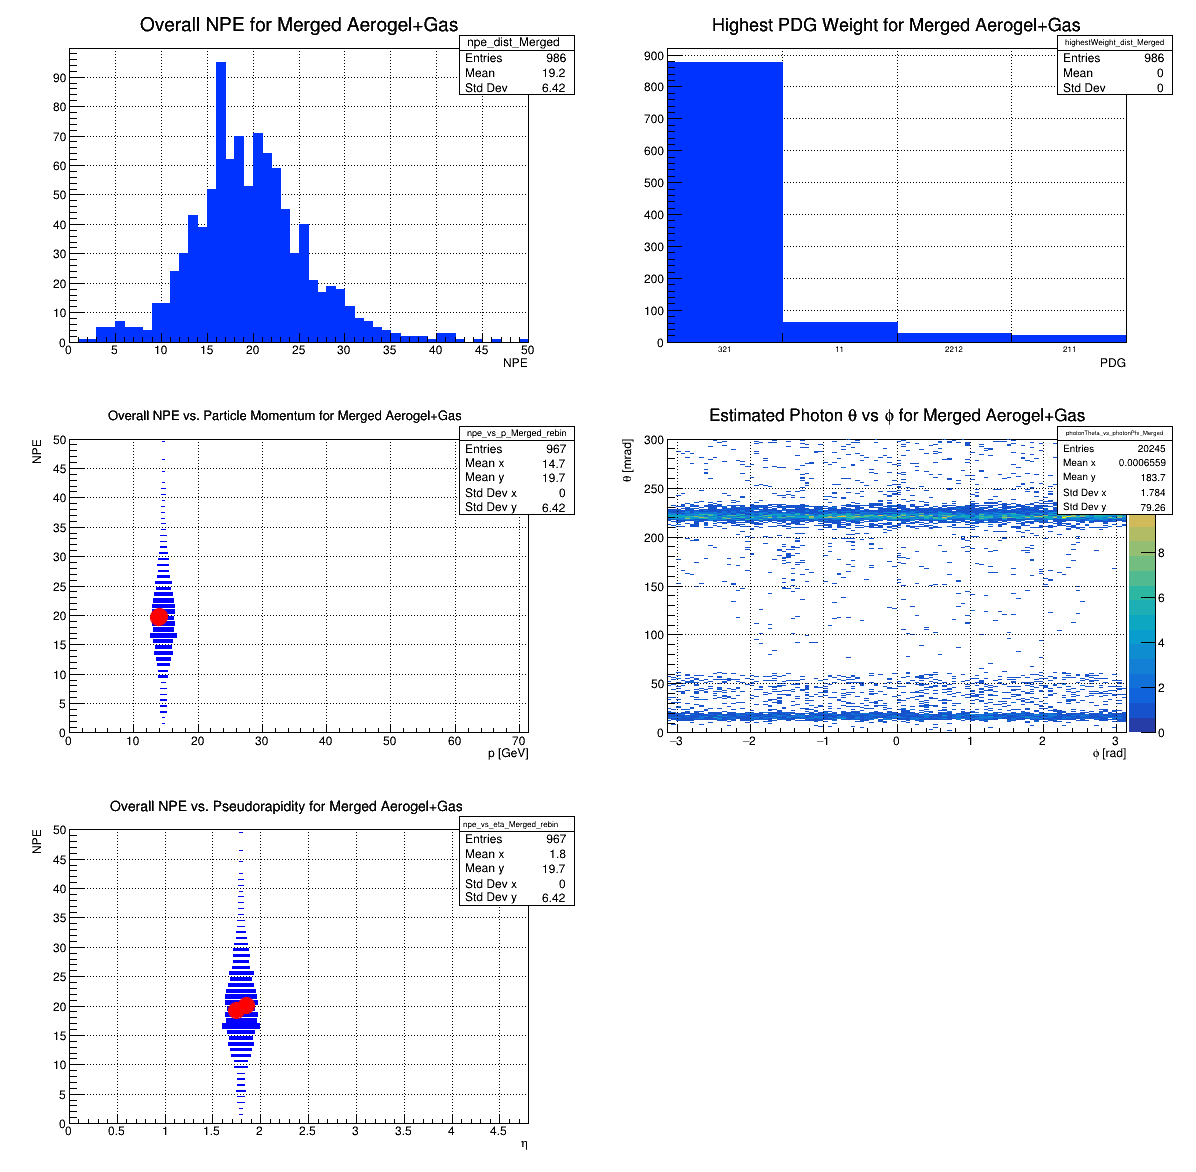 Overall NPE for Merged Aerogel+Gas
npe_dist_Merged
Entries 986
Mean 19.2
Std Dev 6.42
90
80
70
60
50
40
30
20
10
0
0 5 10 15 20 25 30 35 40 45 50
NPE
Highest PDG Weight for Merged Aerogel+Gas
highestWeight_dist_Merged
Entries 986
Mean 0
Std Dev 0
900
800
700
600
500
400
300
200
100
0
321 11 2212 211
PDG
Overall NPE vs. Particle Momentum for Merged Aerogel+Gas
npe_vs_p_Merged_rebin
Entries 967
Mean x 14.7
Mean y 19.7
Std Dev x 0
Std Dev y 6.42
NPE
50
45
40
35
30
25
20
15
10
5
0
0 10 20 30 40 50 60 70
p [GeV]
Estimated Photon θ vs ϕ for Merged Aerogel+Gas
photonTheta_vs_photonPhi_Merged
Entries 20245
Mean x 0.0006559
Mean y 183.7
Std Dev x 1.784
Std Dev y 79.26
θ [mrad]
300
250
200
150
100
50
0
−3 −2 −1 0 1 2 3
ϕ [rad]
8
6
4
2
0
Overall NPE vs. Pseudorapidity for Merged Aerogel+Gas
npe_vs_eta_Merged_rebin
Entries 967
Mean x 1.8
Mean y 19.7
Std Dev x 0
Std Dev y 6.42
NPE
50
45
40
35
30
25
20
15
10
5
0
0 0.5 1 1.5 2 2.5 3 3.5 4 4.5
η